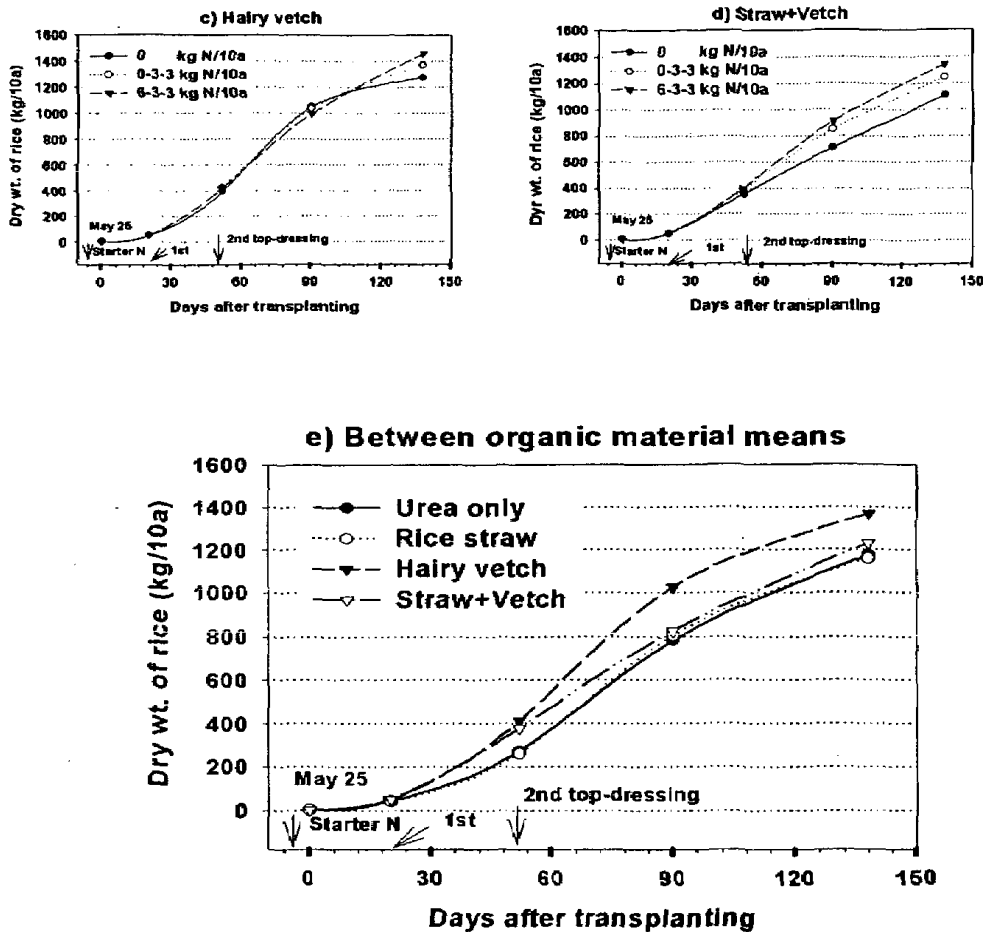 c) Hairy vetch
1600
1400
1200
1000
800
600
400
200
0
Dry wt. of rice (kg/10a)
0 kg N/10a
0-3-3 kg N/10a
6-3-3 kg N/10a
May 25
Starter N
1st
2nd top-dressing
0 30 60 90 120 150
Days after transplanting
d) Straw+Vetch
1600
1400
1200
1000
800
600
400
200
0
Dyr wt. of rice (kg/10a)
0 kg N/10a
0-3-3 kg N/10a
6-3-3 kg N/10a
May 25
Starter N
1st
2nd top-dressing
0 30 60 90 120 150
Days after transplanting
e) Between organic material means
1600
1400
1200
1000
800
600
400
200
0
Dry wt. of rice (kg/10a)
Urea only
Rice straw
Hairy vetch
Straw+Vetch
May 25
Starter N
1st
2nd top-dressing
0 30 60 90 120 150
Days after transplanting